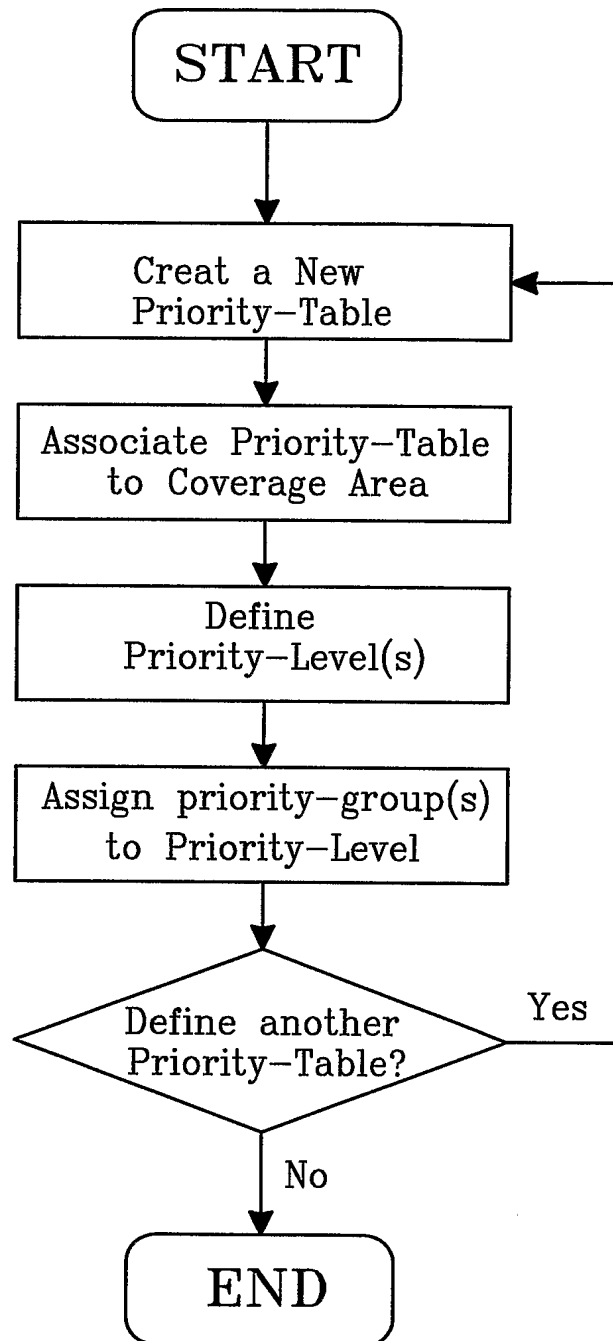 START
Creat a New
Priority-Table
Associate Priority-Table
to Coverage Area
Define
Priority-Level(s)
Assign priority-group(s)
to Priority-Level
Define another
Priority-Table?
Yes
No
END